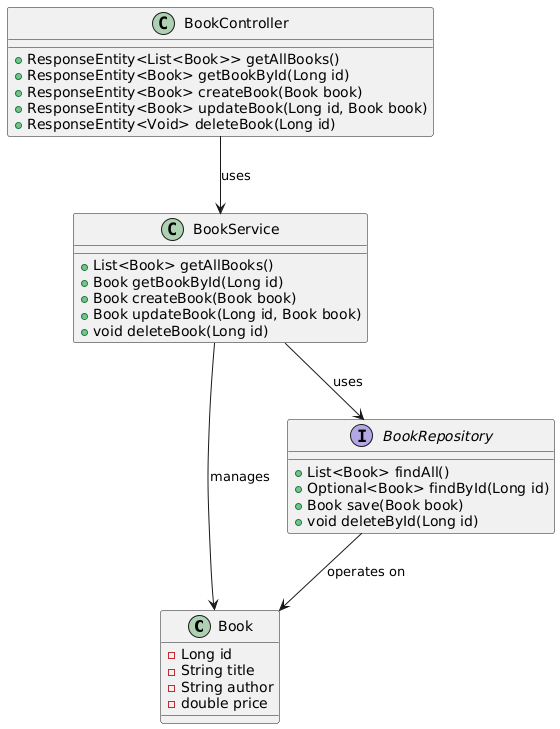 C BookController
ResponseEntity<List<Book>> getAllBooks()
ResponseEntity<Book> getBookById(Long id)
ResponseEntity<Book> createBook(Book book)
ResponseEntity<Book> updateBook(Long id, Book book)
ResponseEntity<Void> deleteBook(Long id)
uses
C BookService
List<Book> getAllBooks()
Book getBookById(Long id)
Book createBook(Book book)
Book updateBook(Long id, Book book)
void deleteBook(Long id)
uses
I BookRepository
List<Book> findAll()
Optional<Book> findById(Long id)
Book save(Book book)
void deleteById(Long id)
manages
operates on
C Book
Long id
String title
String author
double price